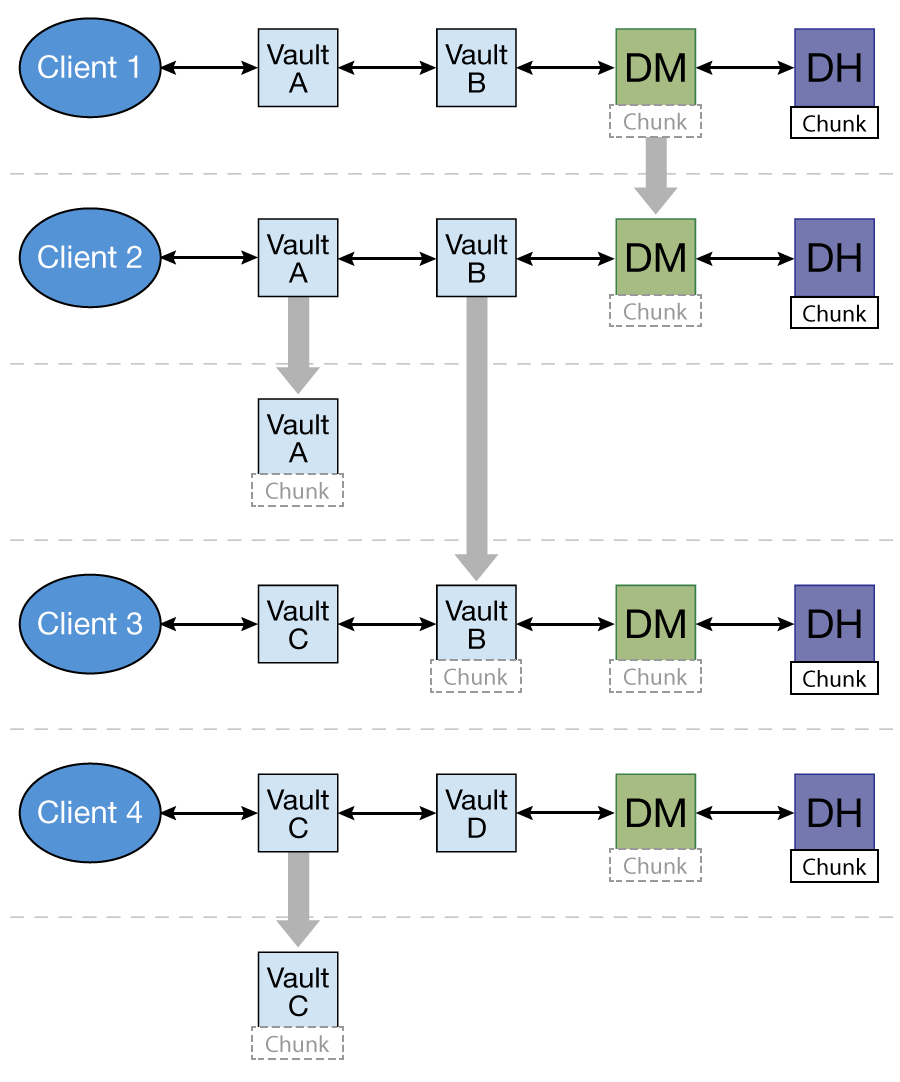 Client 1
Vault
A
Vault
B
DM
DH
Chunk
Chunk
Client 2
Vault
A
Vault
B
DM
DH
Chunk
Chunk
Vault
A
Chunk
Client 3
Vault
C
Vault
B
DM
DH
Chunk
Chunk
Chunk
Client 4
Vault
C
Vault
D
DM
DH
Chunk
Chunk
Vault
C
Chunk